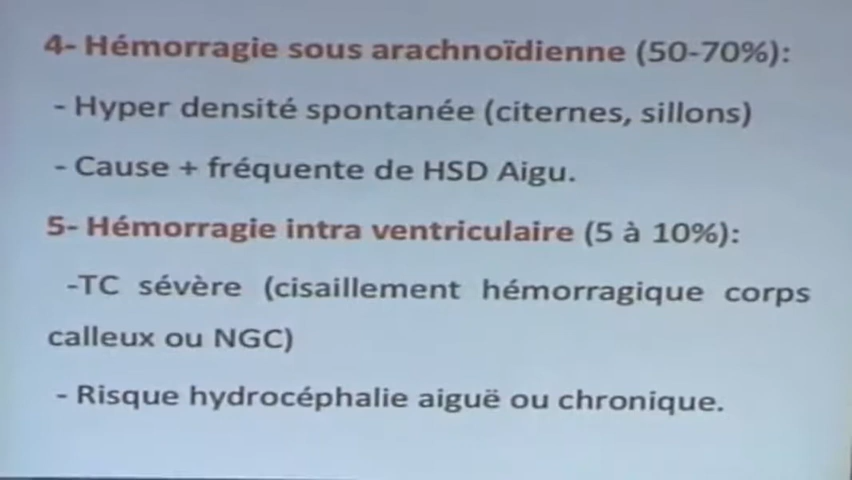 4- Hémorragie sous arachnoïdienne (50-70%):
- Hyper densité spontanée (citernes, sillons)
- Cause + fréquente de HSD Aigu.
5- Hémorragie intra ventriculaire (5 à 10%):
-TC sévère (cisaillement hémorragique corps
calleux ou NGC)
- Risque hydrocéphalie aiguë ou chronique.